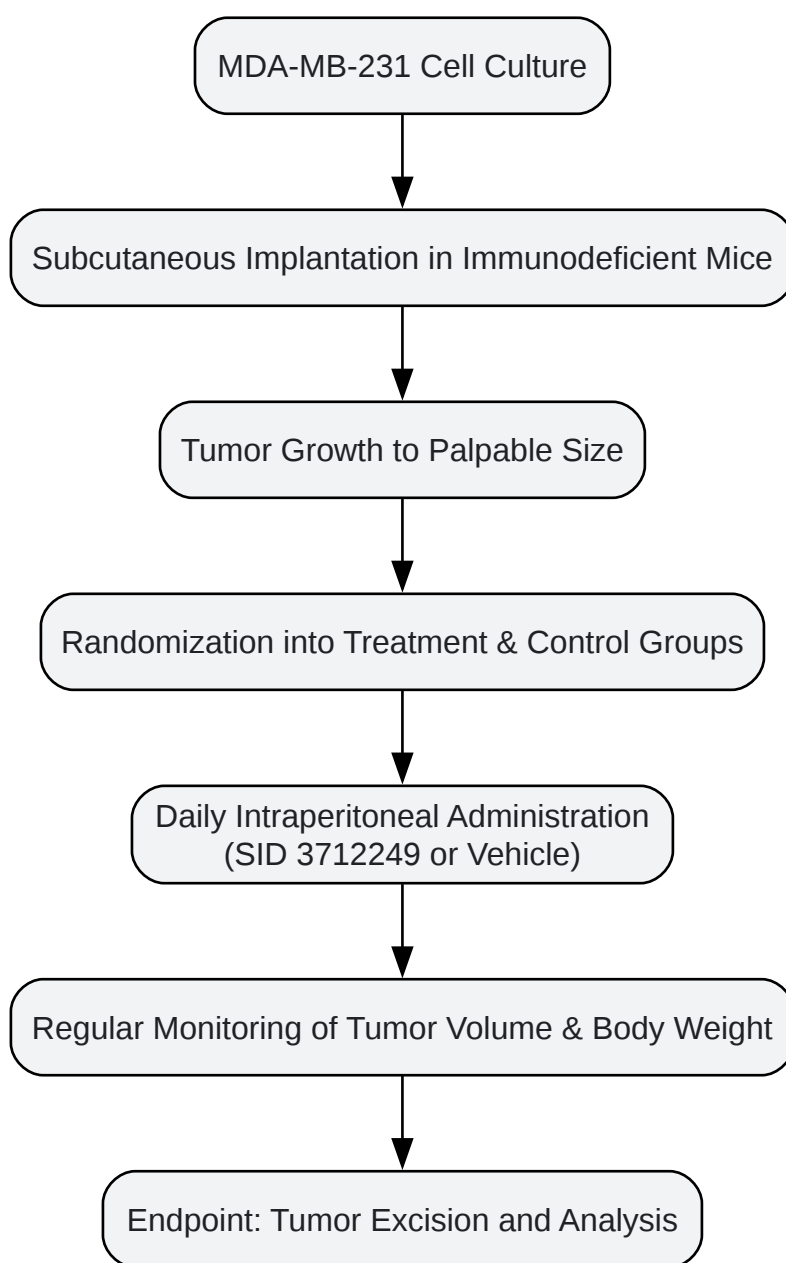 MDA-MB-231 Cell Culture
Subcutaneous Implantation in Immunodeficient Mice
Tumor Growth to Palpable Size
Randomization into Treatment & Control Groups
Daily Intraperitoneal Administration
(SID 3712249 or Vehicle)
Regular Monitoring of Tumor Volume & Body Weight
Endpoint: Tumor Excision and Analysis